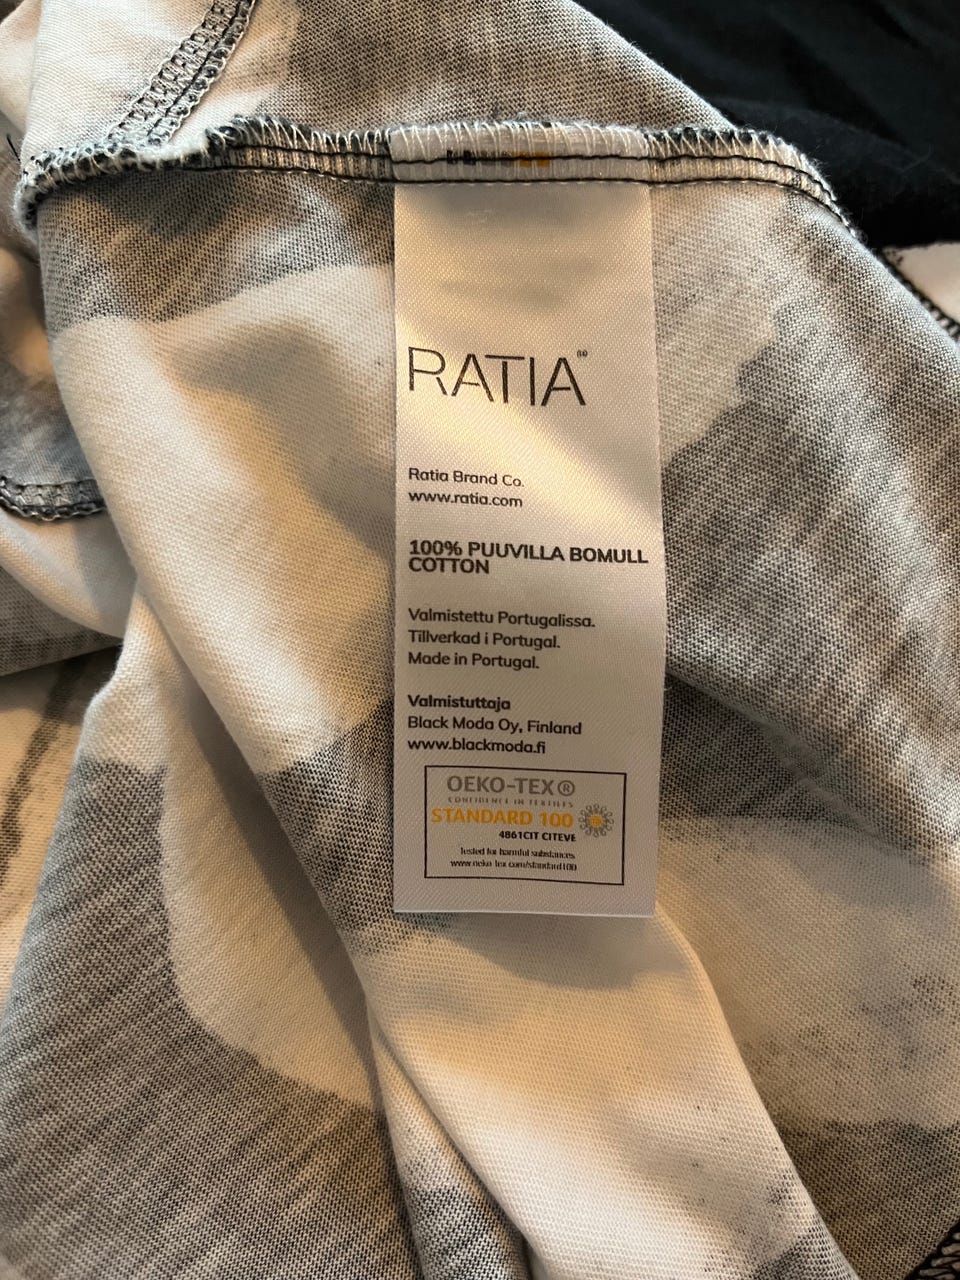 RATIA®
Ratia Brand Co.
www.ratia.com
100% PUUVILLA BOMULL
COTTON
Valmistettu Portugalissa.
Tillverkad i Portugal.
Made in Portugal.
Valmistuttaja
Black Moda Oy, Finland
www.blackmoda.fi
OEKO-TEX®
CONFIDENCE IN TEXTILES
STANDARD 100
4861CIT CITEVE
Tested for harmful substances.
www.oeko-tex.com/standard100